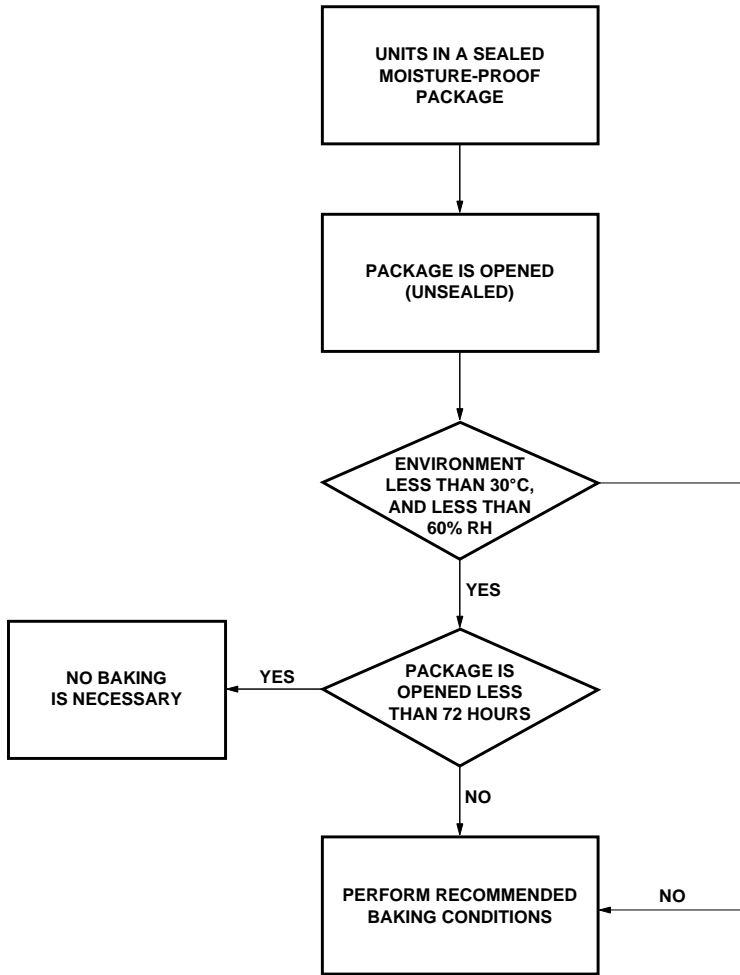 UNITS IN A SEALED
MOISTURE-PROOF
PACKAGE
PACKAGE IS OPENED
(UNSEALED)
ENVIRONMENT
LESS THAN 30°C,
AND LESS THAN
60% RH
YES
NO BAKING
IS NECESSARY
YES
PACKAGE IS
OPENED LESS
THAN 72 HOURS
NO
PERFORM RECOMMENDED
BAKING CONDITIONS
NO